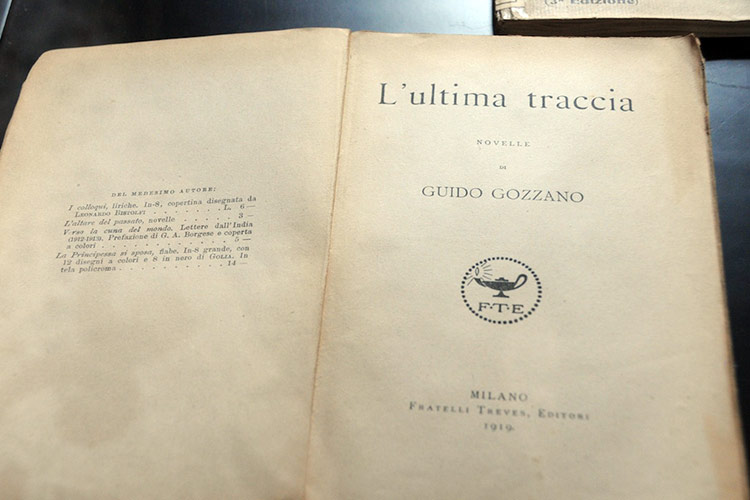 DEL MEDESIMO AUTORE:
I colloqui, liriche. In-8, copertina disegnata da
LEONARDO BISTOLFI . . . . . . L. 6 —
L'altare del passato, novelle . . . . . . 3 —
Verso la cuna del mondo. Lettere dall'India
(1912-1913). Prefazione di G. A. Borgese e coperta
a colori . . . . . . . . . . . . . 5 —
La Principessa si sposa, fiabe. In-8 grande, con
12 disegni a colori e 8 in nero di GOLIA. In
tela policroma . . . . . . . . . . . 14 —
(3ª Edizione)
L'ultima traccia
NOVELLE
DI
GUIDO GOZZANO
F·T·E
MILANO
FRATELLI TREVES, EDITORI
1919.